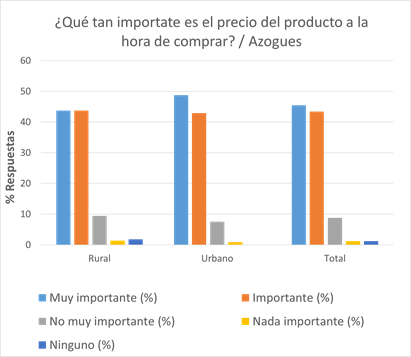 ¿Qué tan importate es el precio del producto a la
hora de comprar? / Azogues
60
50
40
30
20
10
0
% Respuestas
Rural Urbano Total
Muy importante (%) Importante (%)
No muy importante (%) Nada importante (%)
Ninguno (%)